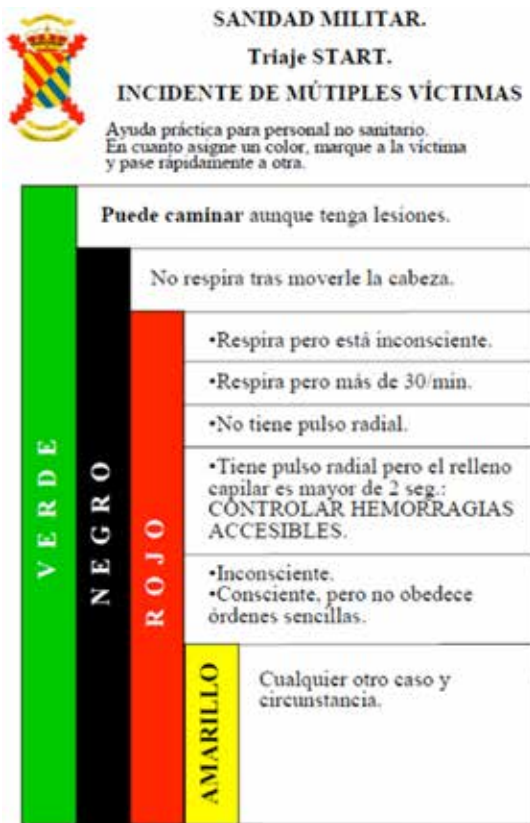 SANIDAD MILITAR.
Triaje START.
INCIDENTE DE MÚTIPLES VÍCTIMAS
Ayuda práctica para personal no sanitario.
En cuanto asigne un color, marque a la víctima
y pase rápidamente a otra.
Puede caminar aunque tenga lesiones.
No respira tras moverle la cabeza.
•Respira pero está inconsciente.
•Respira pero más de 30/min.
•No tiene pulso radial.
•Tiene pulso radial pero el relleno
capilar es mayor de 2 seg.:
CONTROLAR HEMORRAGIAS
ACCESIBLES.
•Inconsciente.
•Consciente, pero no obedece
órdenes sencillas.
Cualquier otro caso y
circunstancia.
VERDE
NEGRO
ROJO
AMARILLO